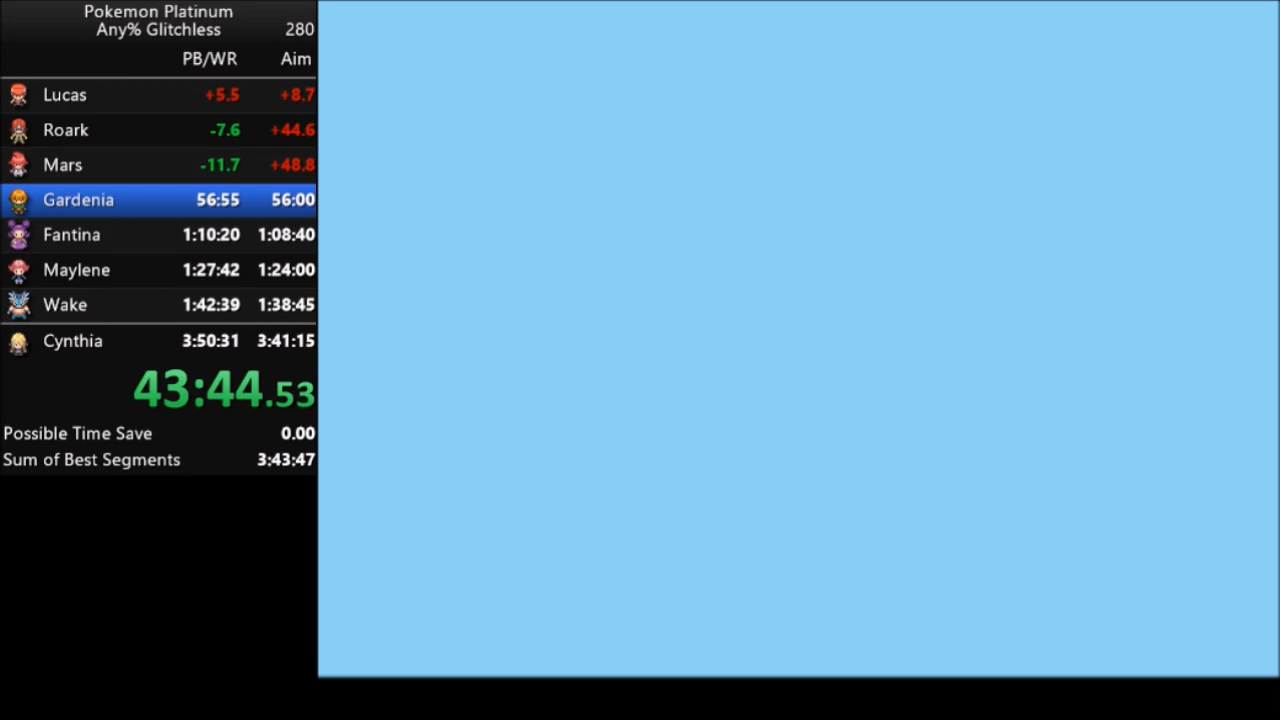 Pokemon Platinum
Any% Glitchless 280
PB/WR Aim
Lucas +5.5 +8.7
Roark -7.6 +44.6
Mars -11.7 +48.8
Gardenia 56:55 56:00
Fantina 1:10:20 1:08:40
Maylene 1:27:42 1:24:00
Wake 1:42:39 1:38:45
Cynthia 3:50:31 3:41:15
43:44.53
Possible Time Save 0.00
Sum of Best Segments 3:43:47